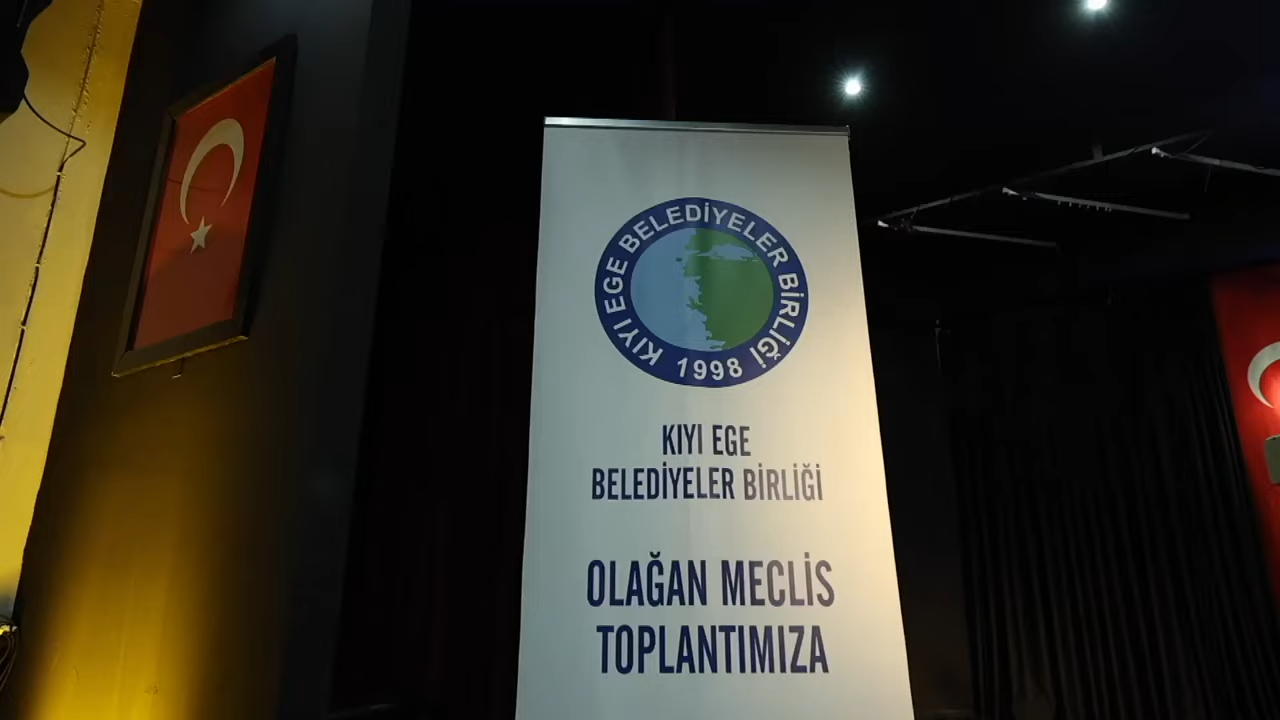 KIYI EGE BELEDİYELER BİRLİĞİ
1998
KIYI EGE
BELEDİYELER BİRLİĞİ
OLAĞAN MECLİS
TOPLANTIMIZA